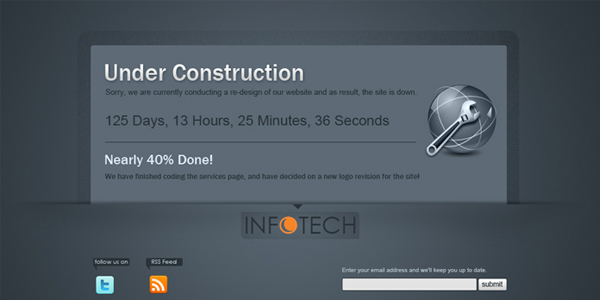 Under Construction
Sorry, we are currently conducting a re-design of our website and as result, the site is down.
125 Days, 13 Hours, 25 Minutes, 36 Seconds
Nearly 40% Done!
We have finished coding the services page, and have decided on a new logo revision for the site!
INFOTECH
follow us on
RSS Feed
Enter your email address and we'll keep you up to date.
submit